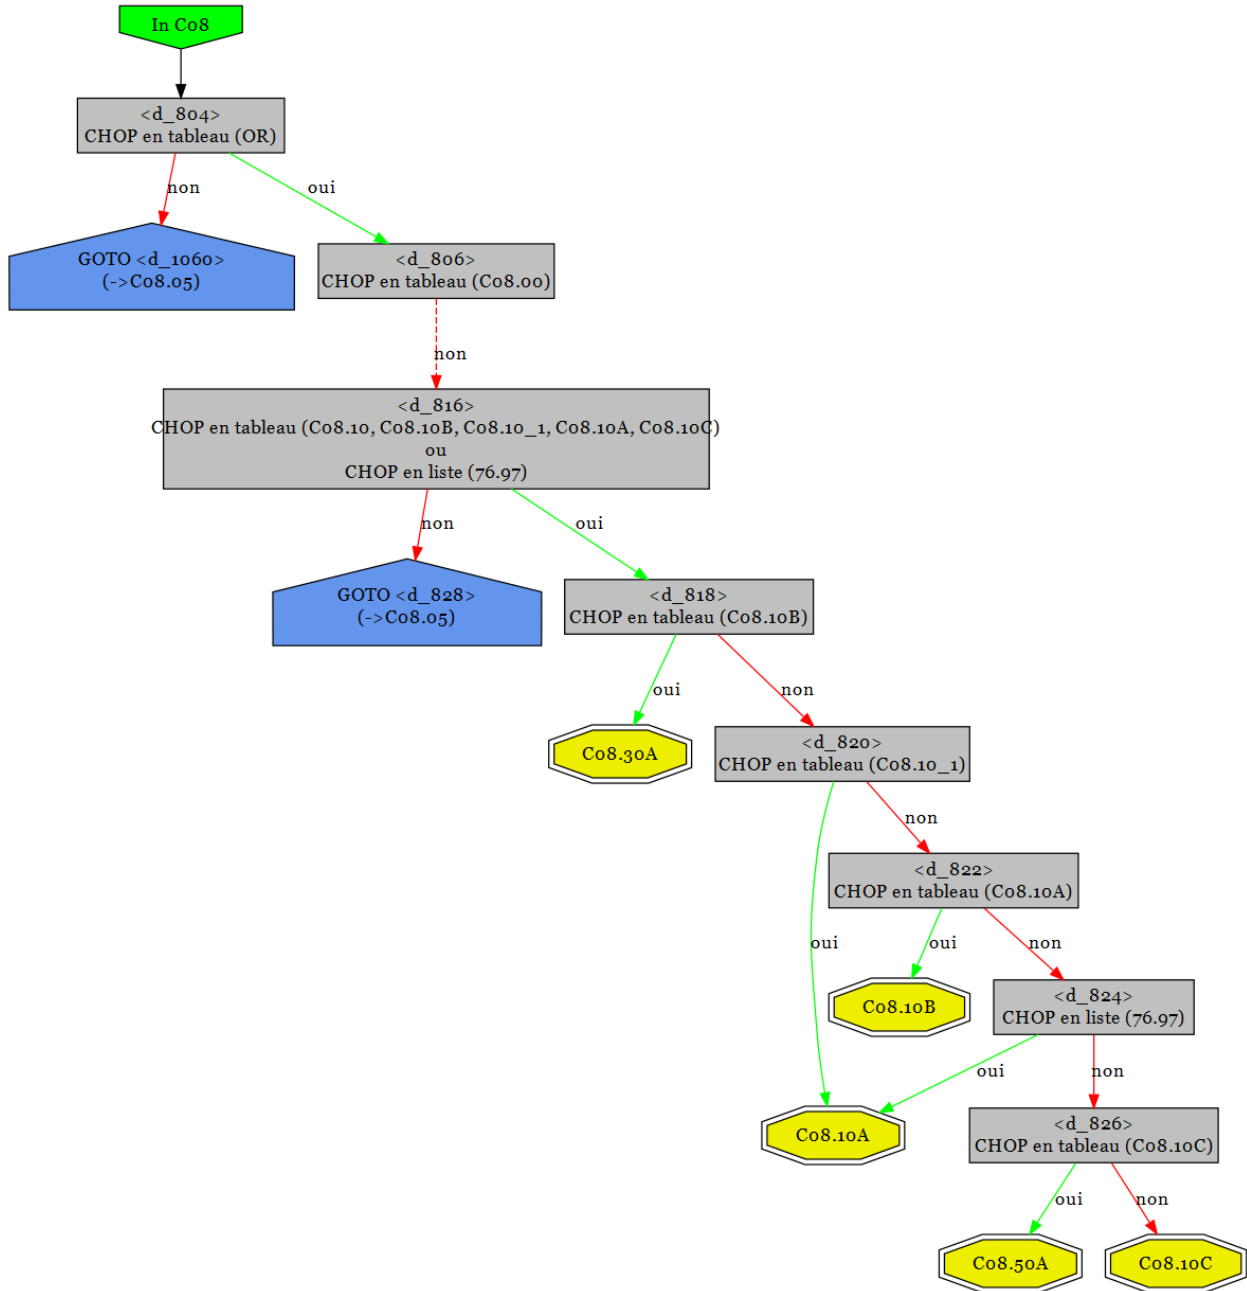 In C08
<d_804>
CHOP en tableau (OR)
non
oui
GOTO <d_1060>
(->C08.05)
<d_806>
CHOP en tableau (C08.00)
non
<d_816>
CHOP en tableau (C08.10, C08.10B, C08.10_1, C08.10A, C08.10C)
ou
CHOP en liste (76.97)
non
oui
GOTO <d_828>
(->C08.05)
<d_818>
CHOP en tableau (C08.10B)
oui
non
C08.30A
<d_820>
CHOP en tableau (C08.10_1)
non
<d_822>
CHOP en tableau (C08.10A)
oui
oui
non
C08.10B
<d_824>
CHOP en liste (76.97)
oui
non
C08.10A
<d_826>
CHOP en tableau (C08.10C)
oui
non
C08.50A
C08.10C